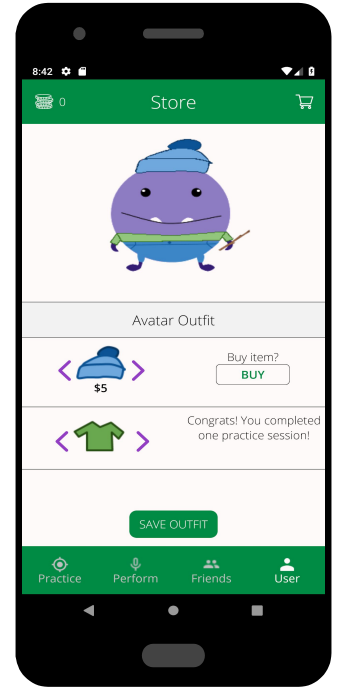 8:42
0
Store
Avatar Outfit
Buy item?
$5
BUY
Congrats! You completed
one practice session!
SAVE OUTFIT
Practice
Perform
Friends
User